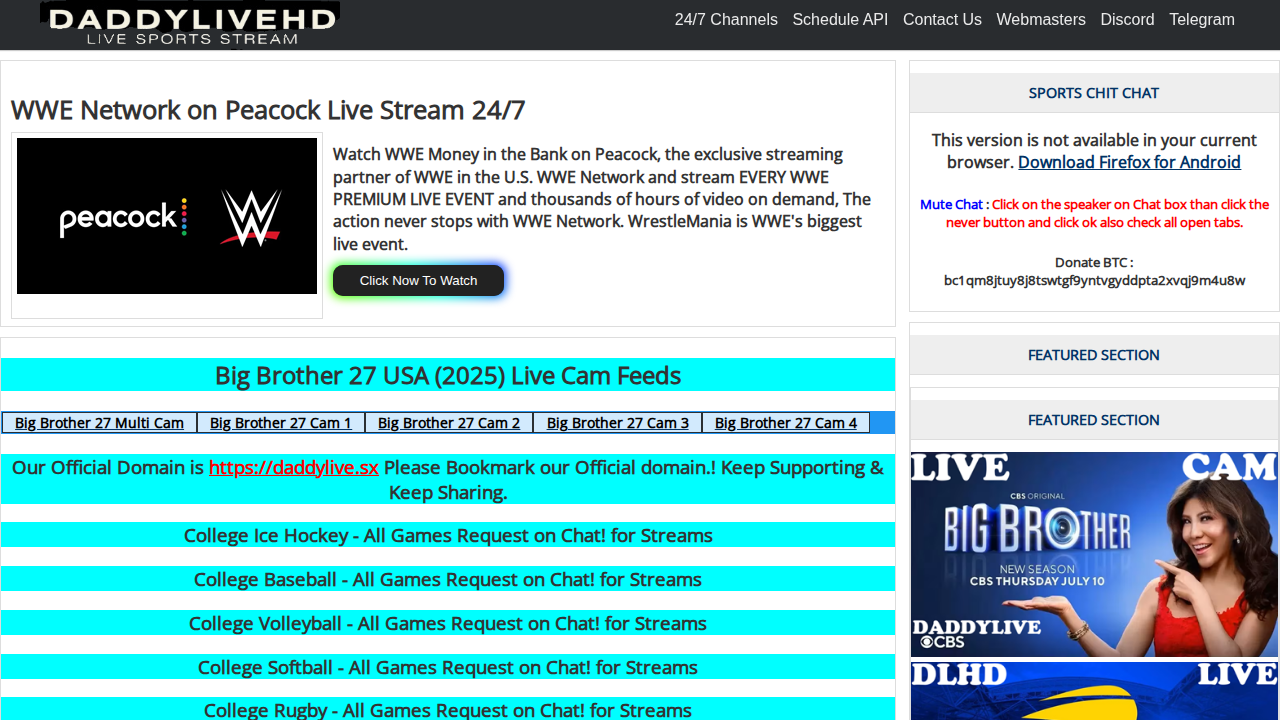 DADDYLIVEHD
LIVE SPORTS STREAM
24/7 Channels Schedule API Contact Us Webmasters Discord Telegram
WWE Network on Peacock Live Stream 24/7
peacock W
Watch WWE Money in the Bank on Peacock, the exclusive streaming
partner of WWE in the U.S. WWE Network and stream EVERY WWE
PREMIUM LIVE EVENT and thousands of hours of video on demand, The
action never stops with WWE Network. WrestleMania is WWE's biggest
live event.
Click Now To Watch
Big Brother 27 USA (2025) Live Cam Feeds
Big Brother 27 Multi Cam Big Brother 27 Cam 1 Big Brother 27 Cam 2 Big Brother 27 Cam 3 Big Brother 27 Cam 4
Our Official Domain is https://daddylive.sx Please Bookmark our Official domain.! Keep Supporting &
Keep Sharing.
College Ice Hockey - All Games Request on Chat! for Streams
College Baseball - All Games Request on Chat! for Streams
College Volleyball - All Games Request on Chat! for Streams
College Softball - All Games Request on Chat! for Streams
College Rugby - All Games Request on Chat! for Streams
SPORTS CHIT CHAT
This version is not available in your current
browser. Download Firefox for Android
Mute Chat : Click on the speaker on Chat box than click the
never button and click ok also check all open tabs.
Donate BTC :
bc1qm8jtuy8j8tswtgf9yntvgyddpta2xvqj9m4u8w
FEATURED SECTION
FEATURED SECTION
LIVE CAM
CBS ORIGINAL
BIG BROTHER
NEW SEASON
CBS THURSDAY JULY 10
DADDYLIVE
CBS
DLHD LIVE